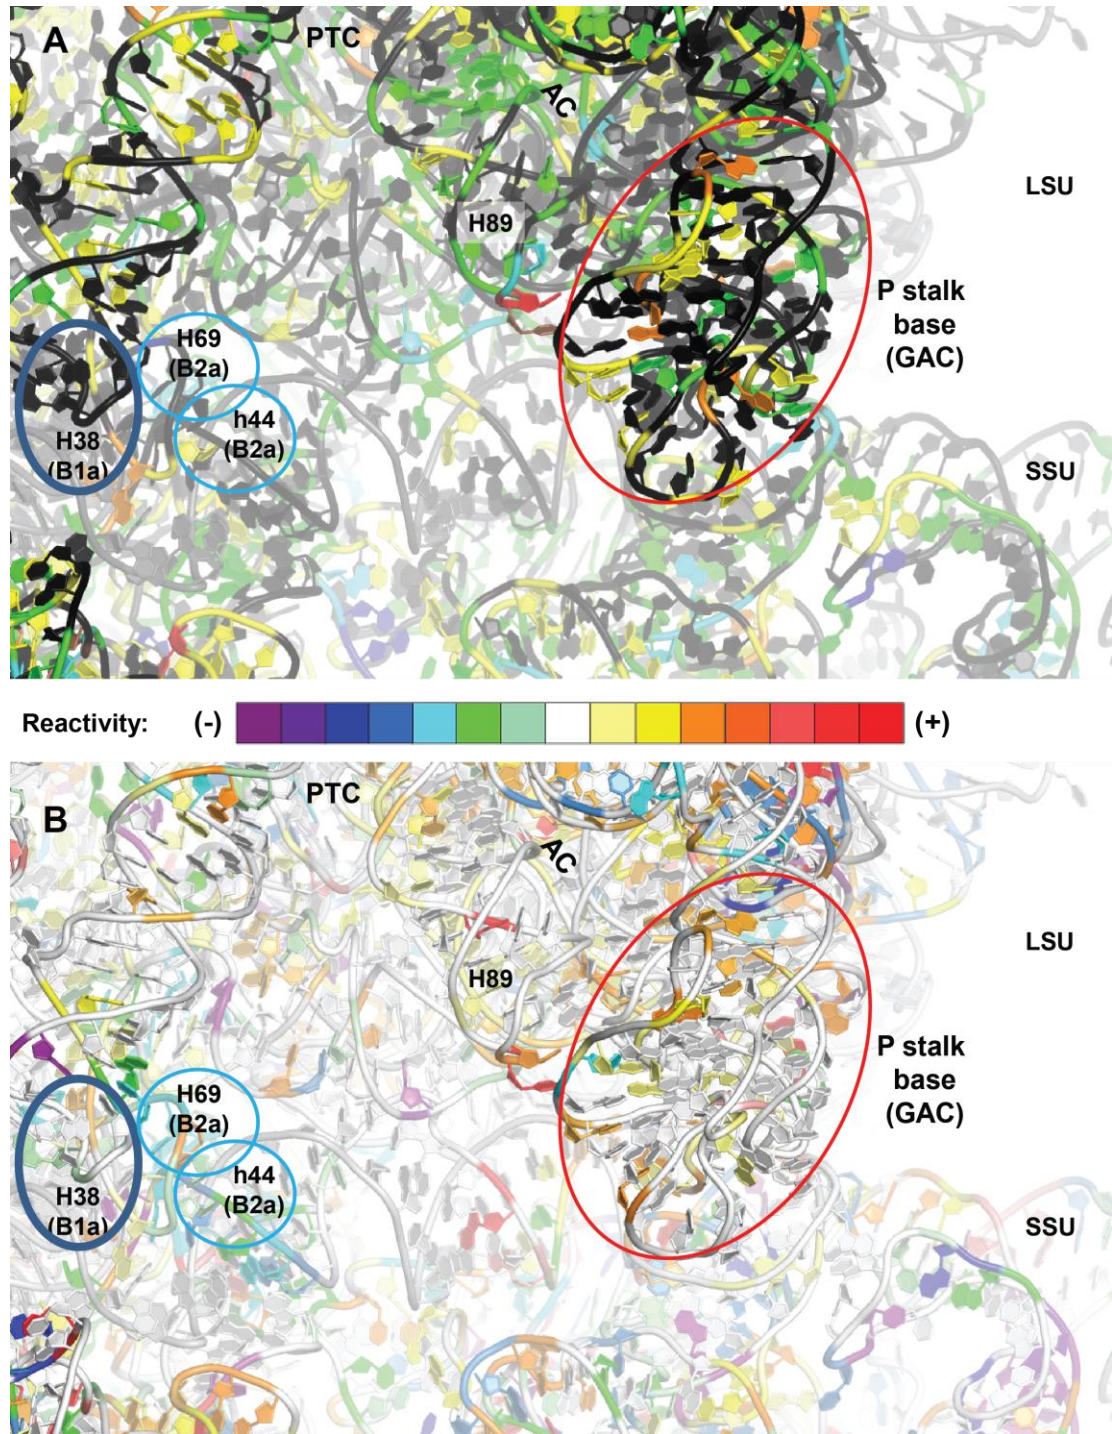 A
PTC
AC
H89
LSU
P stalk
base
(GAC)
H69
(B2a)
h44
(B2a)
H38
(B1a)
SSU
Reactivity:
(-)
(+)
B
PTC
AC
H89
LSU
P stalk
base
(GAC)
H69
(B2a)
h44
(B2a)
H38
(B1a)
SSU